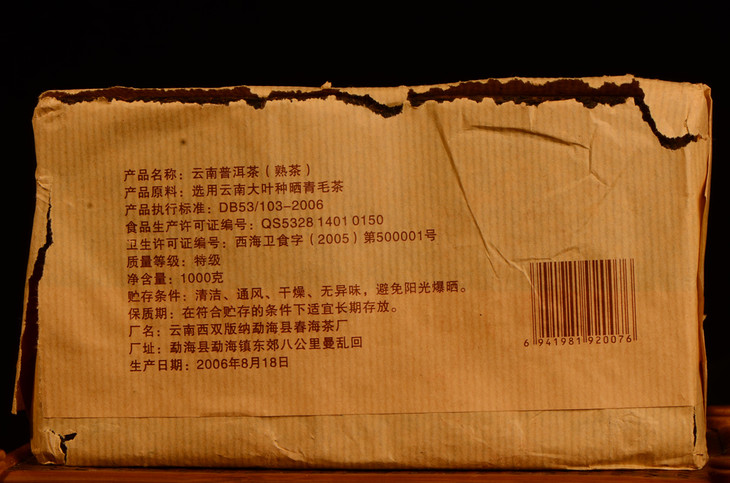 产品名称：云南普洱茶（熟茶）
产品原料：选用云南大叶种晒青毛茶
产品执行标准：DB53/103-2006
食品生产许可证编号：QS5328 1401 0150
卫生许可证编号：西海卫食字（2005）第500001号
质量等级：特级
净含量：1000克
贮存条件：清洁、通风、干燥、无异味，避免阳光爆晒。
保质期：在符合贮存的条件下适宜长期存放。
厂名：云南西双版纳勐海县春海茶厂
厂址：勐海县勐海镇东郊八公里曼乱回
生产日期：2006年8月18日
6 941981 920076